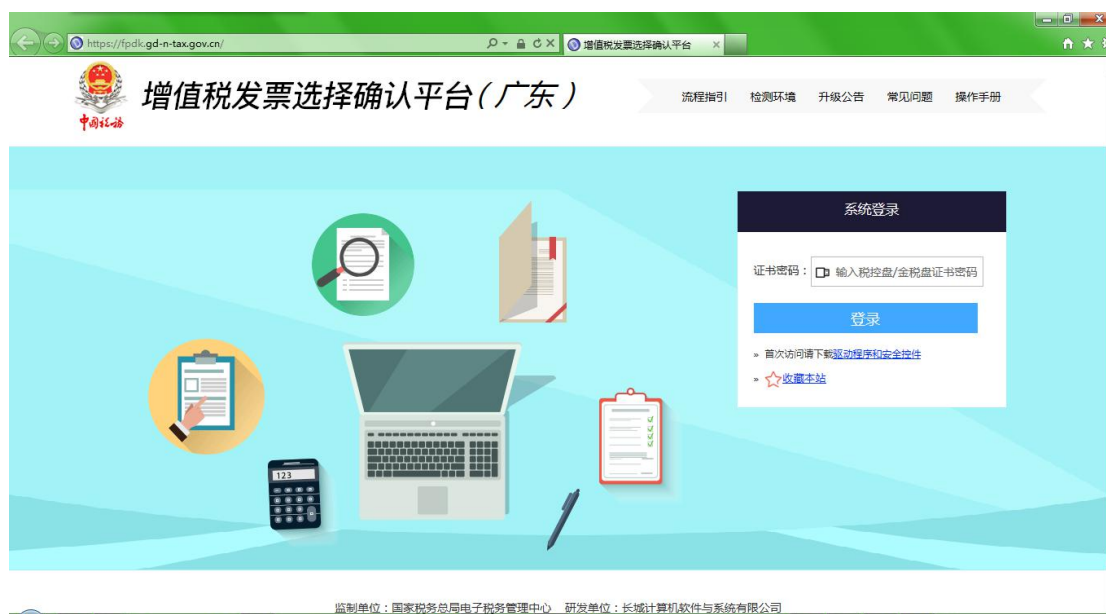 https://fpdk.gd-n-tax.gov.cn/
增值税发票选择确认平台
中国税务
增值税发票选择确认平台(广东)
流程指引 检测环境 升级公告 常见问题 操作手册
系统登录
证书密码：
输入税控盘/金税盘证书密码
登录
» 首次访问请下载驱动程序和安全控件
» 收藏本站
123
监制单位：国家税务总局电子税务管理中心 研发单位：长城计算机软件与系统有限公司